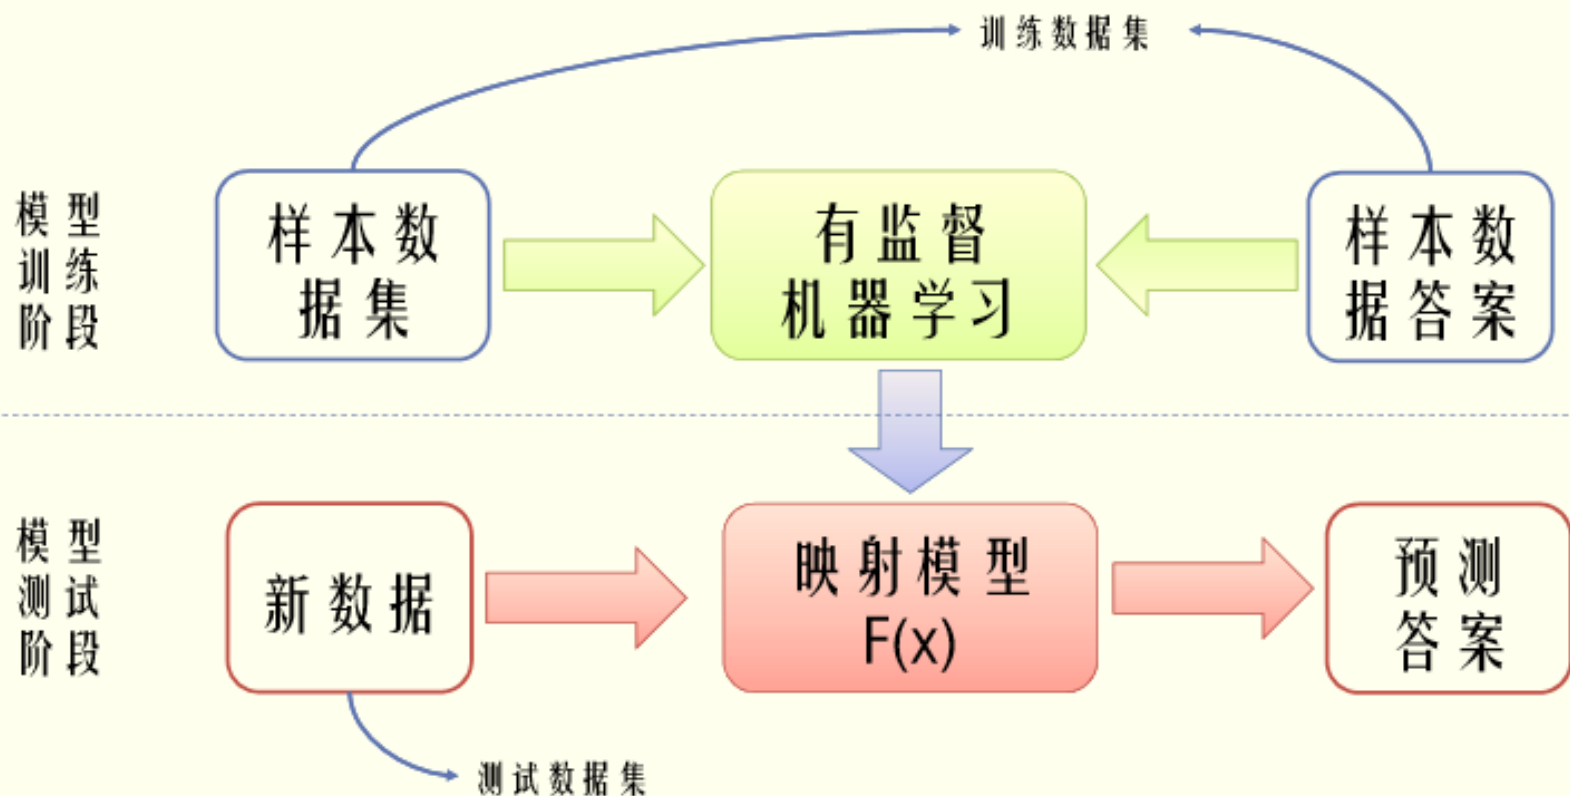 训练数据集
模型
训练
阶段
样本数
据集
有监督
机器学习
样本数
据答案
模型
测试
阶段
新数据
映射模型
F(x)
预测
答案
测试数据集